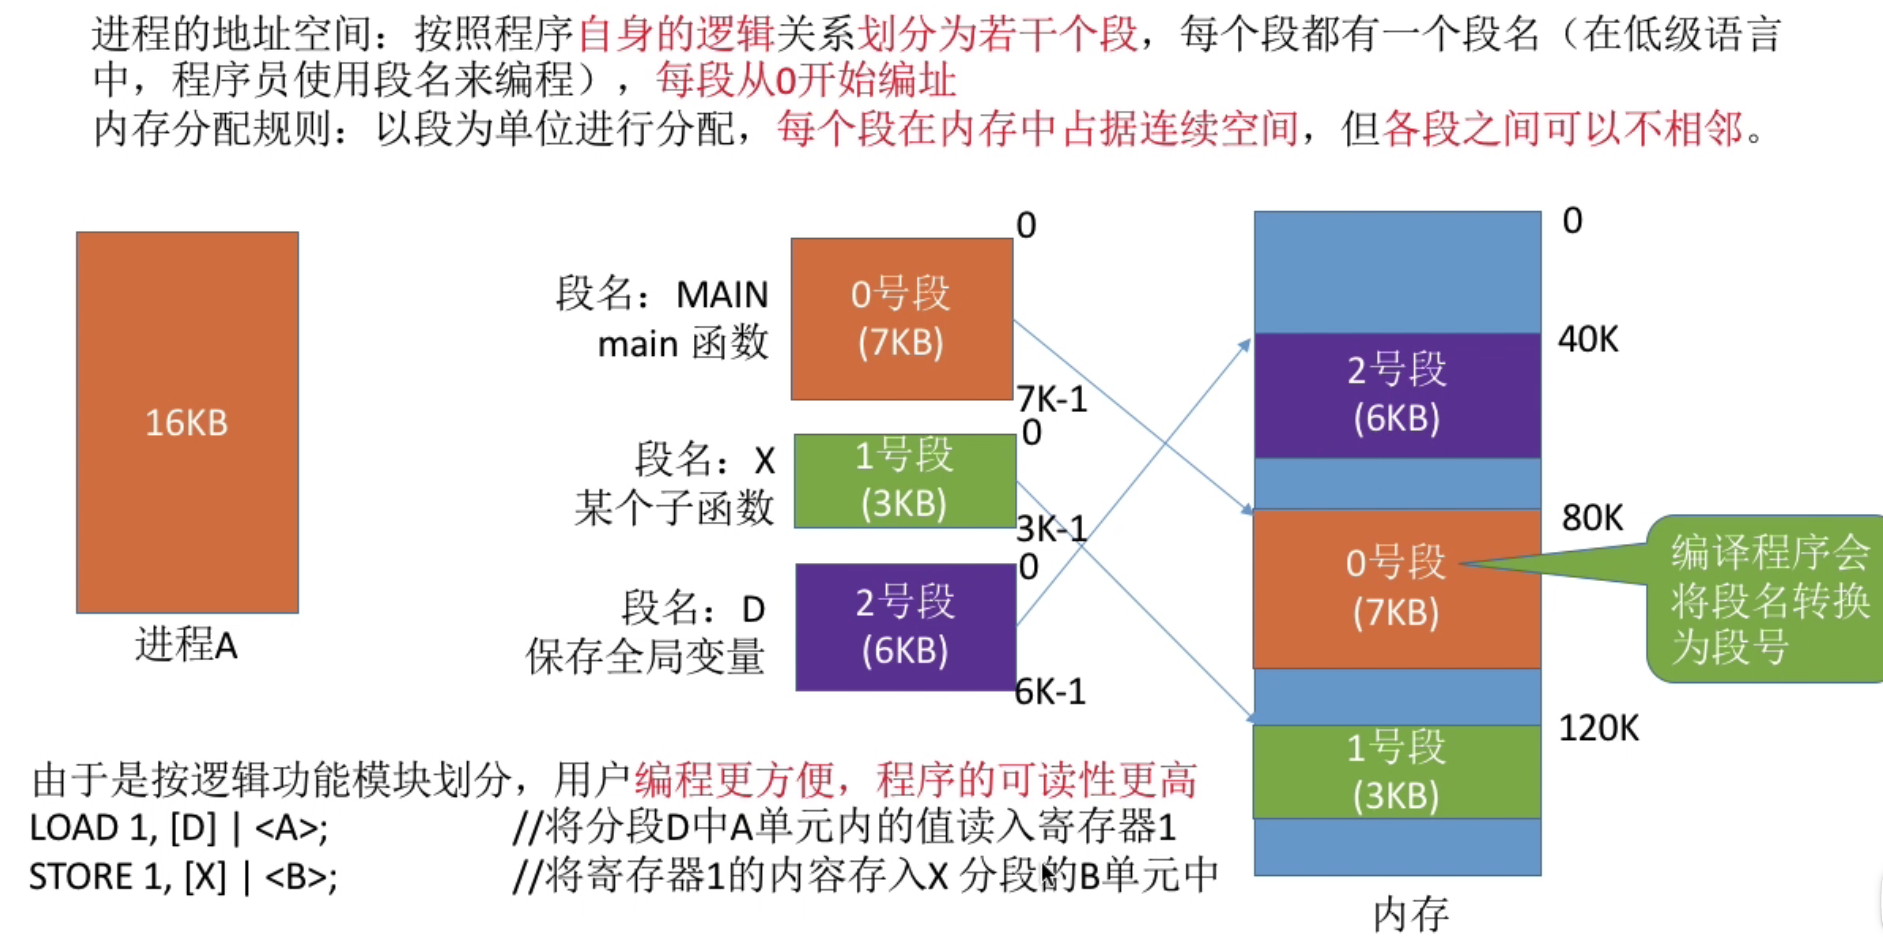 进程的地址空间：按照程序自身的逻辑关系划分为若干个段，每个段都有一个段名（在低级语言
中，程序员使用段名来编程），每段从0开始编址
内存分配规则：以段为单位进行分配，每个段在内存中占据连续空间，但各段之间可以不相邻。
16KB
进程A
段名：MAIN
main 函数
0号段
(7KB)
0
7K-1
段名：X
某个子函数
1号段
(3KB)
0
3K-1
段名：D
保存全局变量
2号段
(6KB)
0
6K-1
0
40K
2号段
(6KB)
80K
0号段
(7KB)
120K
1号段
(3KB)
内存
编译程序会
将段名转换
为段号
由于是按逻辑功能模块划分，用户编程更方便，程序的可读性更高
LOAD 1, [D] | <A>; //将分段D中A单元内的值读入寄存器1
STORE 1, [X] | <B>; //将寄存器1的内容存入X 分段的B单元中